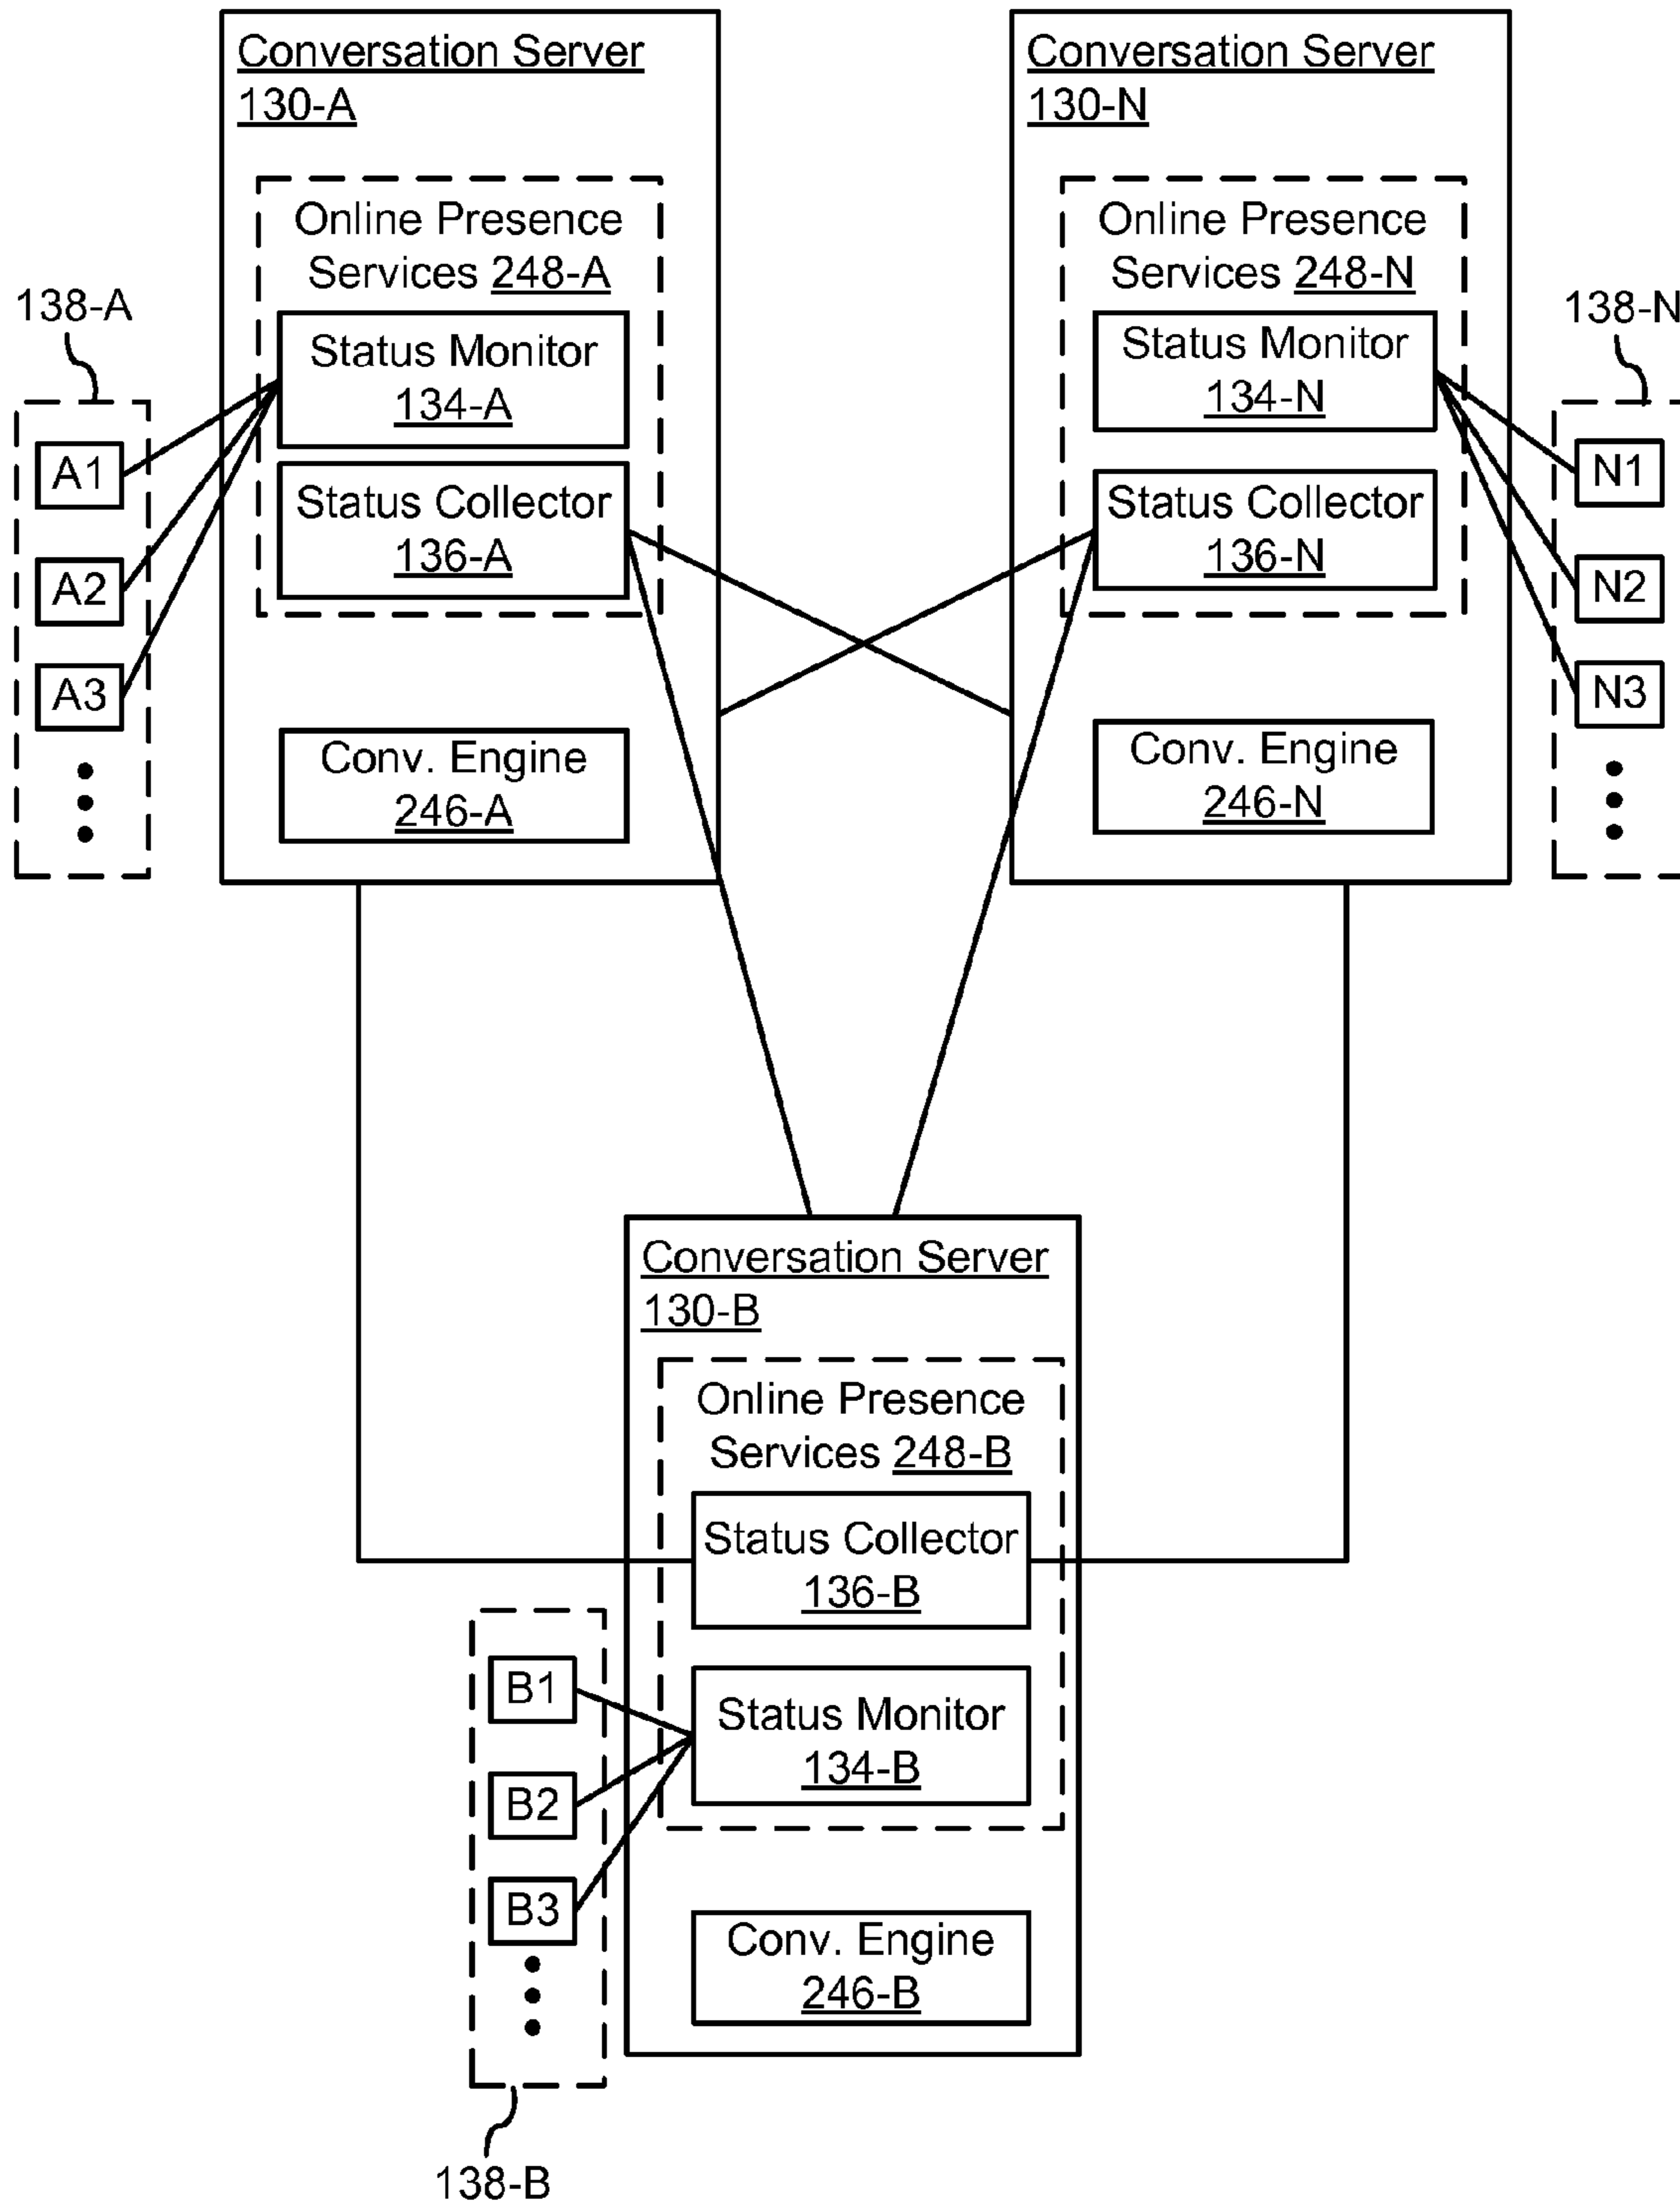 Conversation Server
130-A
Online Presence
Services 248-A
Status Monitor
134-A
Status Collector
136-A
Conv. Engine
246-A
138-A
A1
A2
A3
Conversation Server
130-N
Online Presence
Services 248-N
Status Monitor
134-N
Status Collector
136-N
Conv. Engine
246-N
138-N
N1
N2
N3
Conversation Server
130-B
Online Presence
Services 248-B
Status Collector
136-B
Status Monitor
134-B
Conv. Engine
246-B
B1
B2
B3
138-B